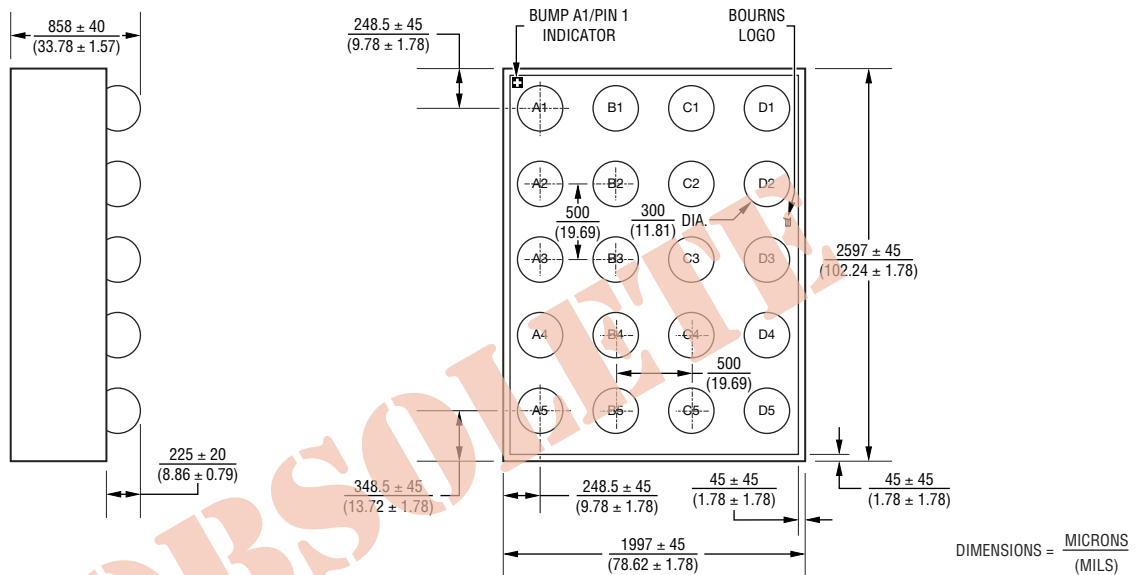 858 ± 40
(33.78 ± 1.57)
248.5 ± 45
(9.78 ± 1.78)
BUMP A1/PIN 1
INDICATOR
BOURNS
LOGO
A1 B1 C1 D1
A2 B2 C2 D2
500
(19.69)
300
(11.81)
DIA.
A3 B3 C3 D3
2597 ± 45
(102.24 ± 1.78)
A4 B4 C4 D4
500
(19.69)
A5 B5 C5 D5
225 ± 20
(8.86 ± 0.79)
348.5 ± 45
(13.72 ± 1.78)
248.5 ± 45
(9.78 ± 1.78)
45 ± 45
(1.78 ± 1.78)
45 ± 45
(1.78 ± 1.78)
1997 ± 45
(78.62 ± 1.78)
DIMENSIONS = MICRONS
(MILS)
OBSOLETE